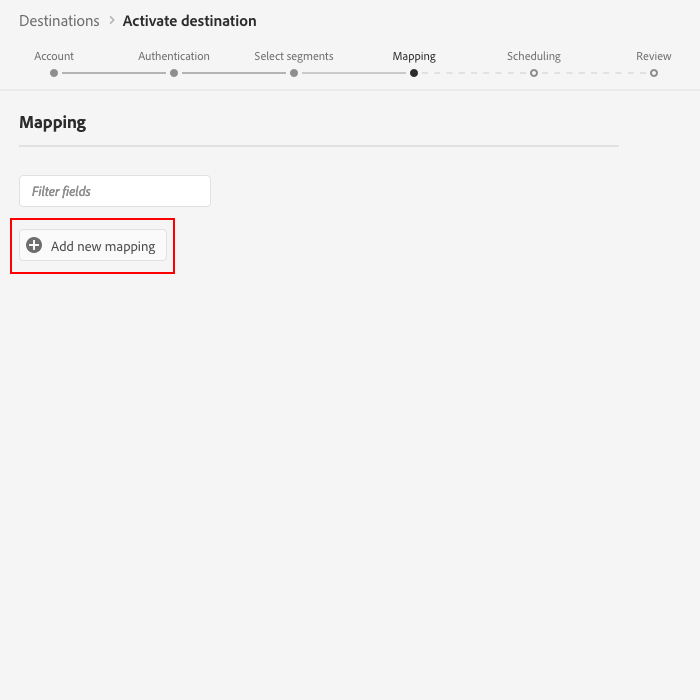 Destinations > Activate destination
Account Authentication Select segments Mapping Scheduling Review
Mapping
Filter fields
Add new mapping